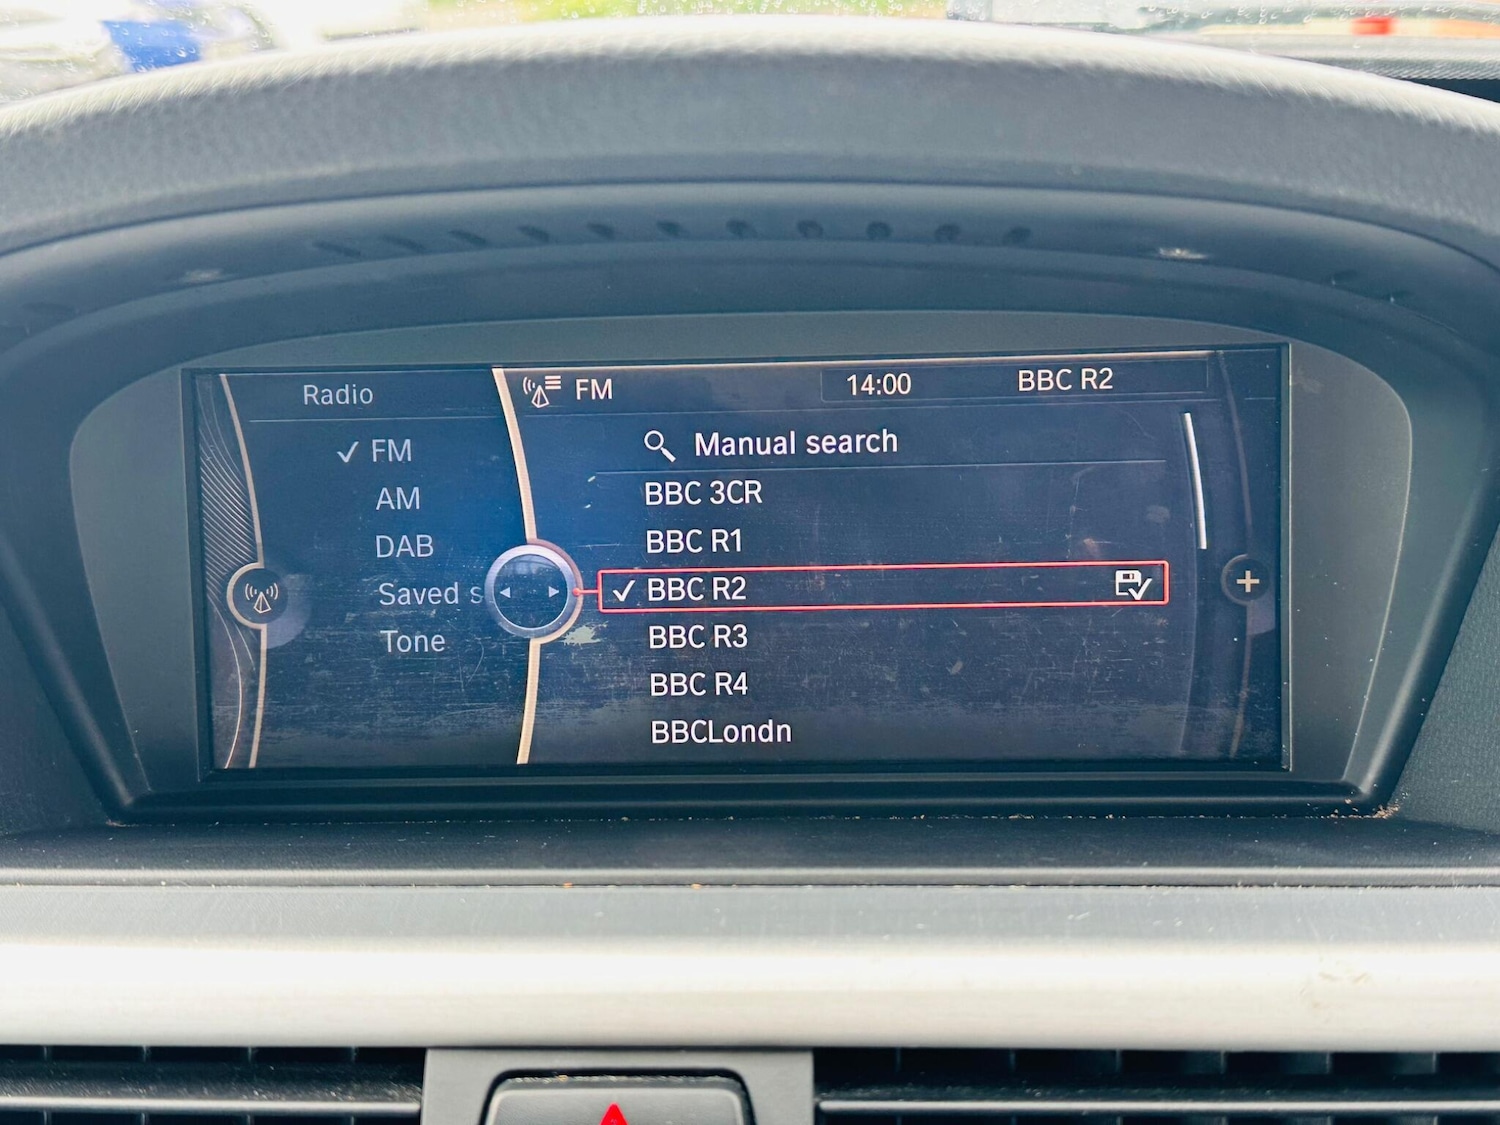 Radio
FM
AM
DAB
Saved s
Tone
FM 14:00 BBC R2
Manual search
BBC 3CR
BBC R1
BBC R2
BBC R3
BBC R4
BBCLondn